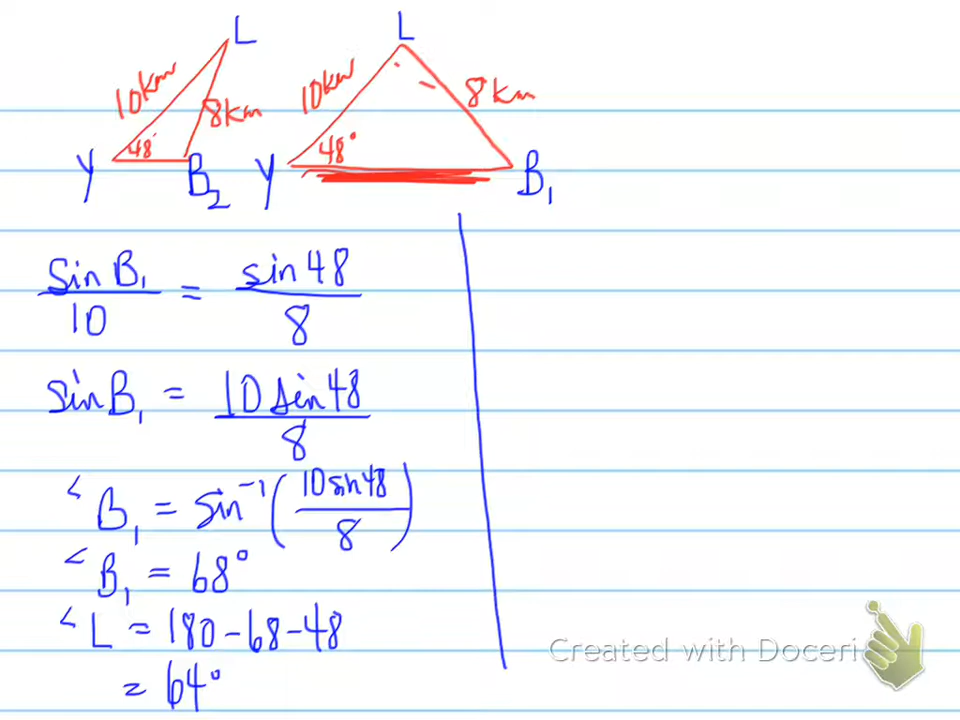 L L
10km 8km 10km 8km
48° 48°
Y B₂ Y B₁
sin B₁ / 10 = sin 48 / 8
sin B₁ = 10 sin 48 / 8
< B₁ = sin⁻¹ (10 sin 48 / 8)
< B₁ = 68°
< L = 180 - 68 - 48
= 64°
Created with Doceri